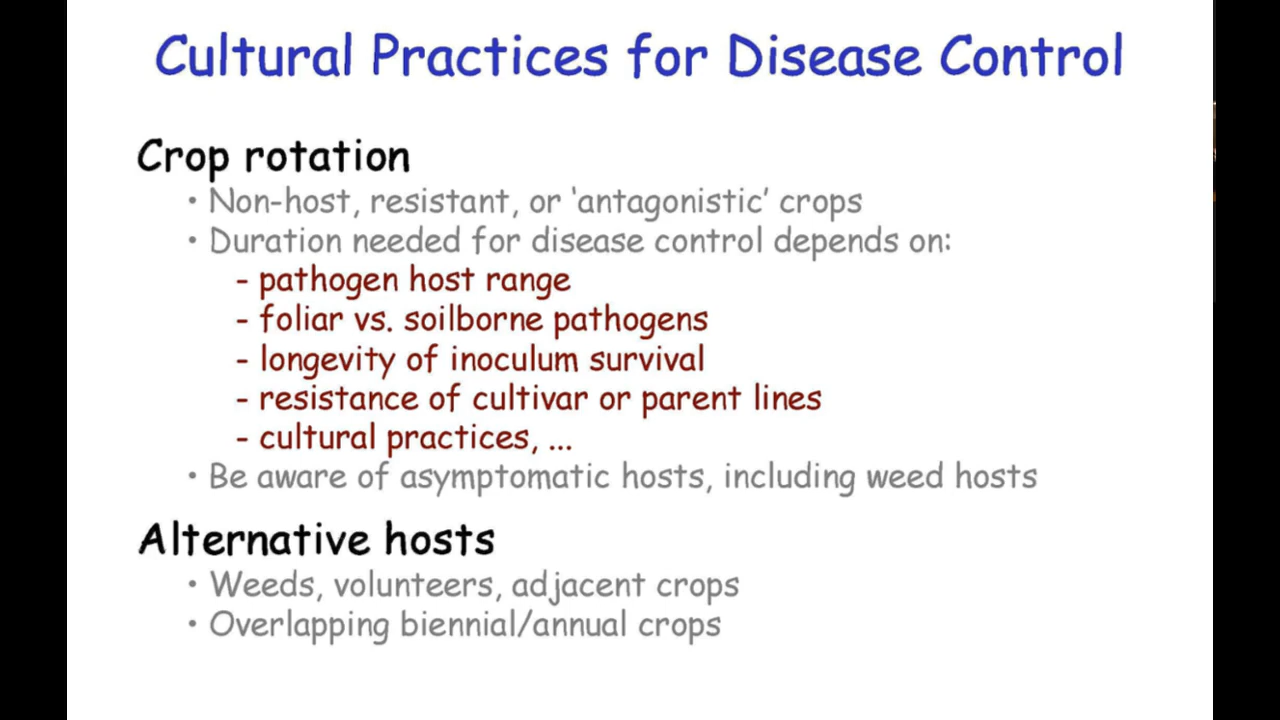 Cultural Practices for Disease Control
Crop rotation
• Non-host, resistant, or ‘antagonistic’ crops
• Duration needed for disease control depends on:
- pathogen host range
- foliar vs. soilborne pathogens
- longevity of inoculum survival
- resistance of cultivar or parent lines
- cultural practices, ...
• Be aware of asymptomatic hosts, including weed hosts
Alternative hosts
• Weeds, volunteers, adjacent crops
• Overlapping biennial/annual crops